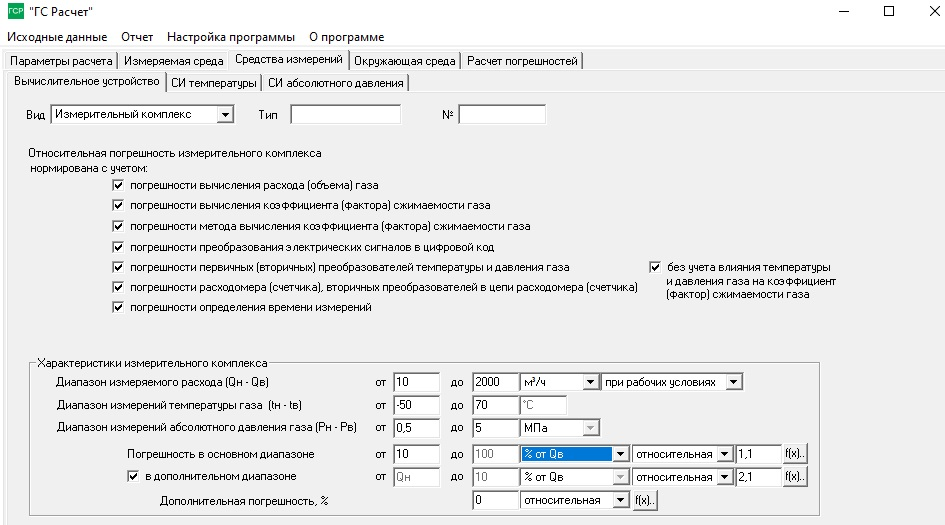 ГСР "ГС Расчет"
Исходные данные Отчет Настройка программы О программе
Параметры расчета Измеряемая среда Средства измерений Окружающая среда Расчет погрешностей
Вычислительное устройство СИ температуры СИ абсолютного давления
Вид Измерительный комплекс Тип №
Относительная погрешность измерительного комплекса
нормирована с учетом:
погрешности вычисления расхода (объема) газа
погрешности вычисления коэффициента (фактора) сжимаемости газа
погрешности метода вычисления коэффициента (фактора) сжимаемости газа
погрешности преобразования электрических сигналов в цифровой код
погрешности первичных (вторичных) преобразователей температуры и давления газа
без учета влияния температуры
и давления газа на коэффициент
(фактор) сжимаемости газа
погрешности расходомера (счетчика), вторичных преобразователей в цепи расходомера (счетчика)
погрешности определения времени измерений
Характеристики измерительного комплекса
Диапазон измеряемого расхода (Qн - Qв) от 10 до 2000 м³/ч при рабочих условиях
Диапазон измерений температуры газа (tн - tв) от -50 до 70 °C
Диапазон измерений абсолютного давления газа (Рн - Рв) от 0,5 до 5 МПа
Погрешность в основном диапазоне от 10 до 100 % от Qв относительная 1,1 f(x)..
в дополнительном диапазоне от Qн до 10 % от Qв относительная 2,1 f(x)..
Дополнительная погрешность, % 0 относительная f(x)..